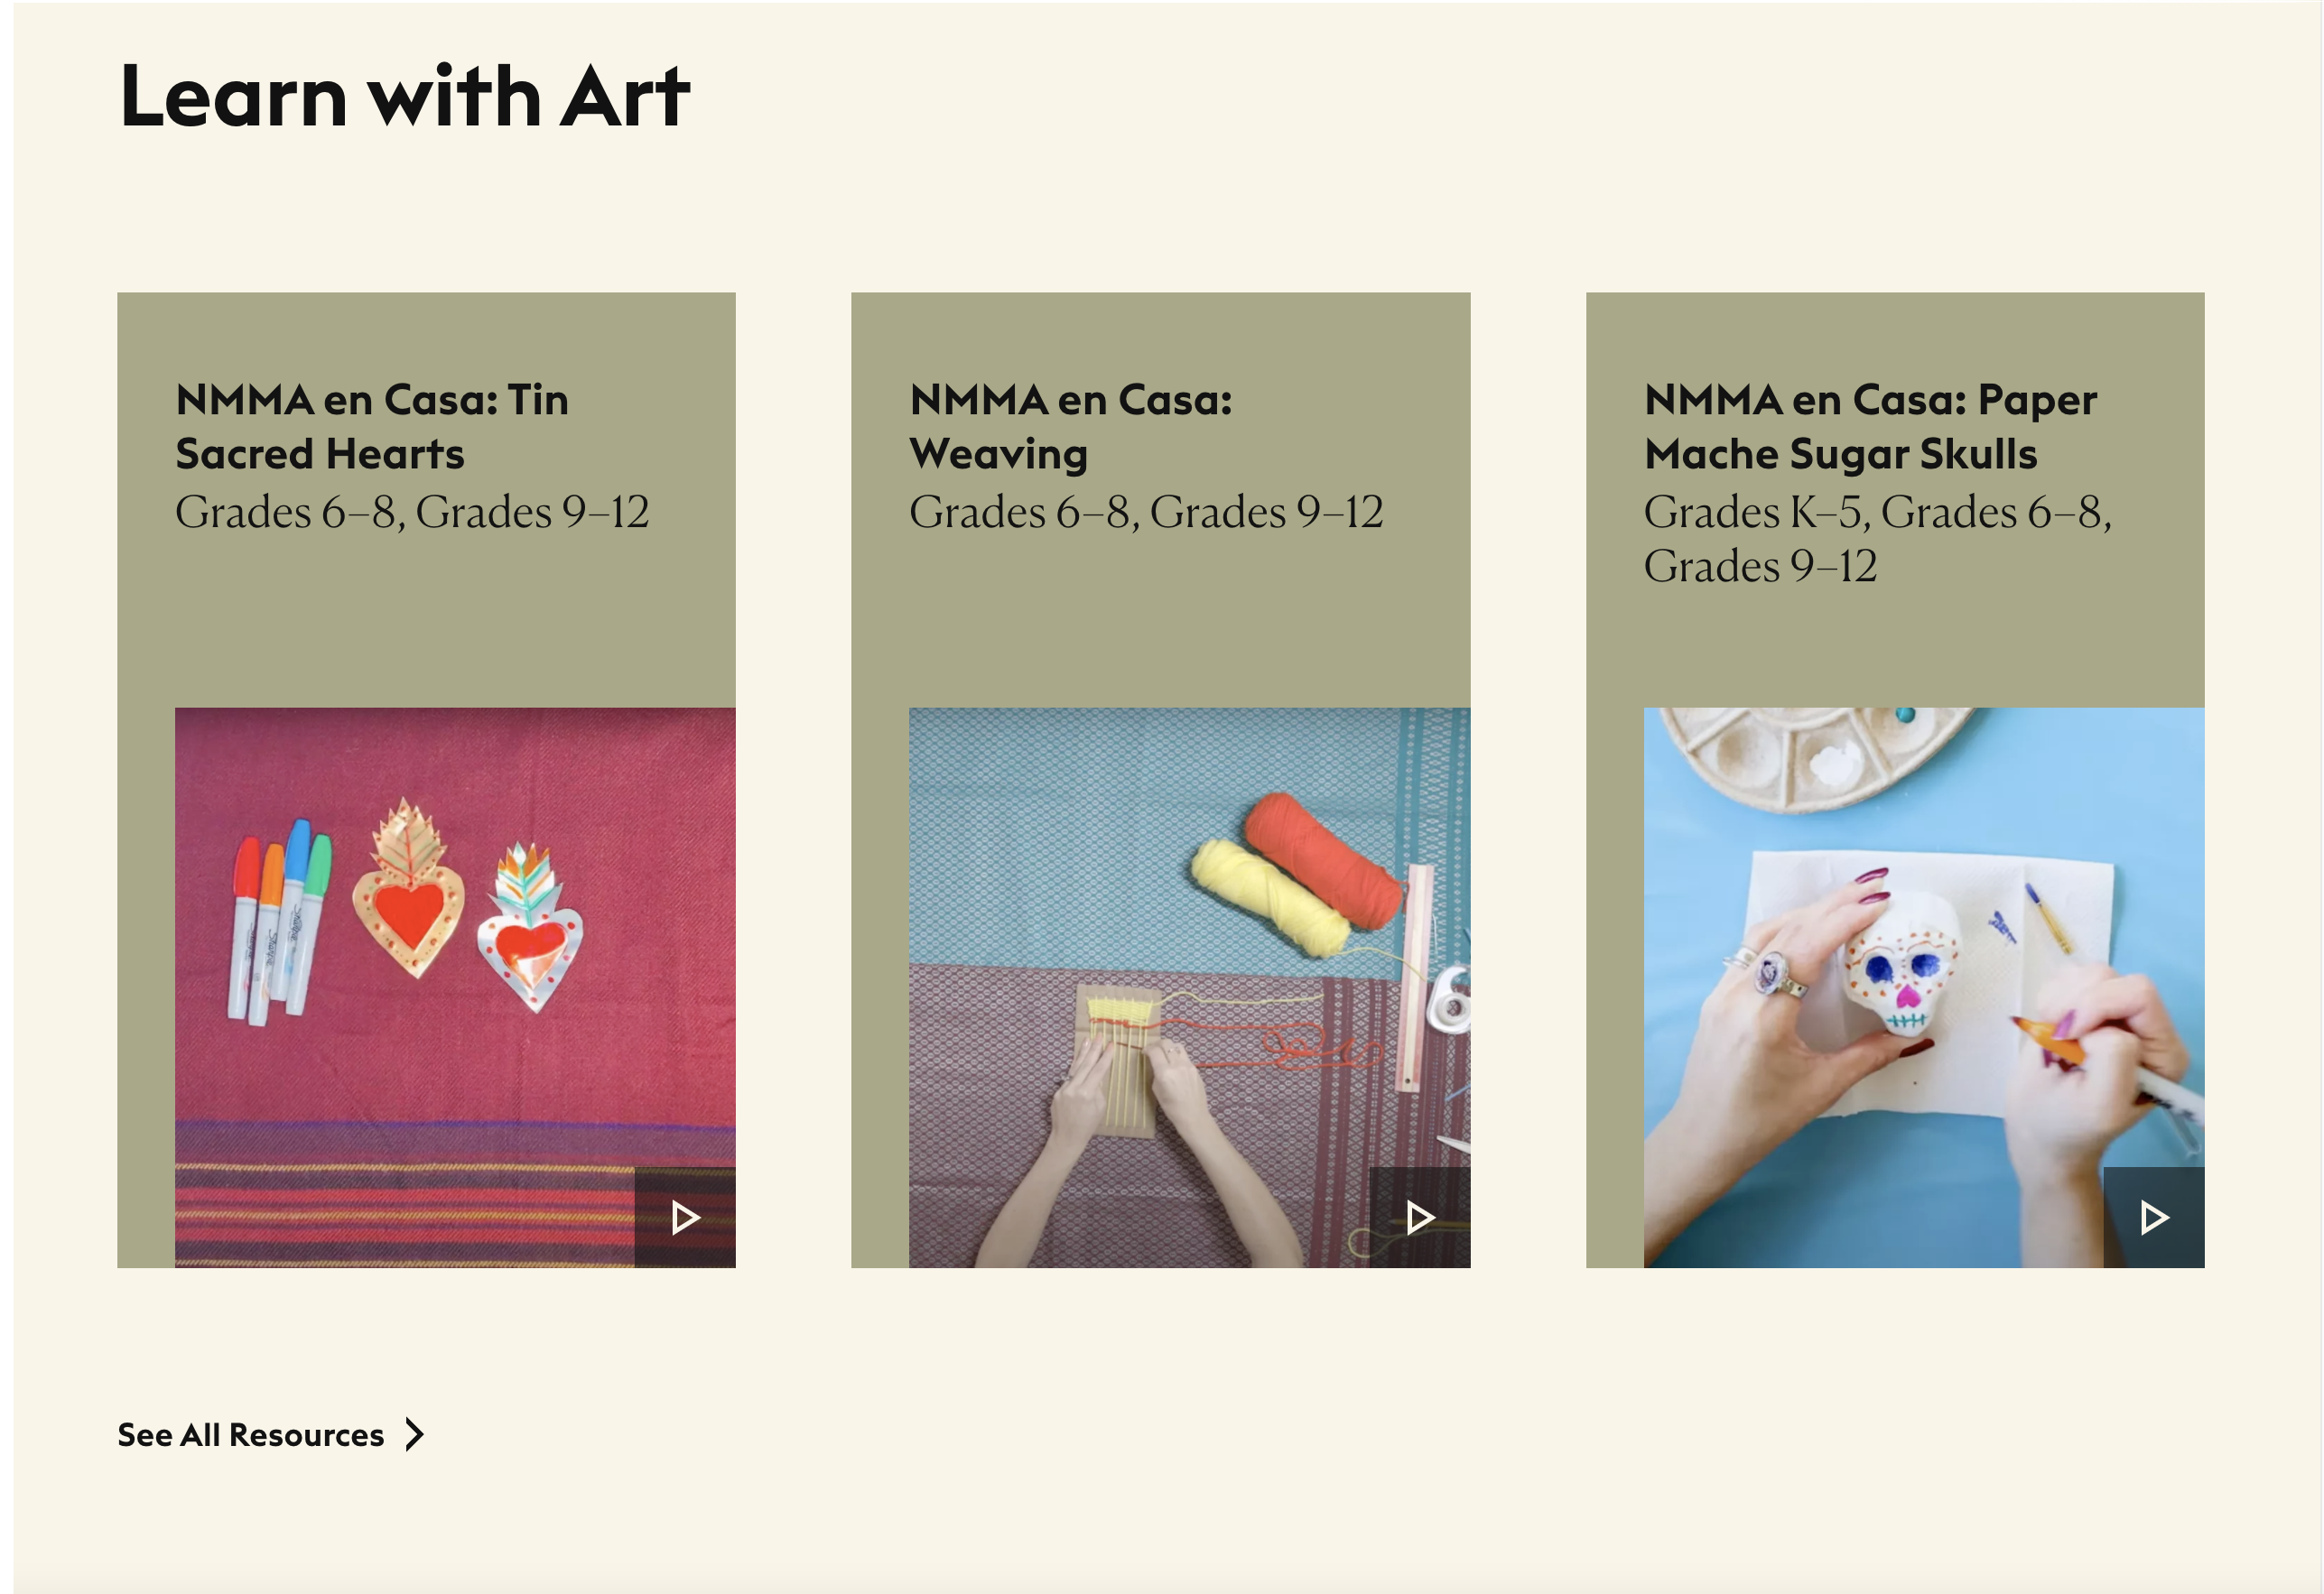 Learn with Art
NMMA en Casa: Tin
Sacred Hearts
Grades 6–8, Grades 9–12
NMMA en Casa:
Weaving
Grades 6–8, Grades 9–12
NMMA en Casa: Paper
Mache Sugar Skulls
Grades K–5, Grades 6–8,
Grades 9–12
See All Resources